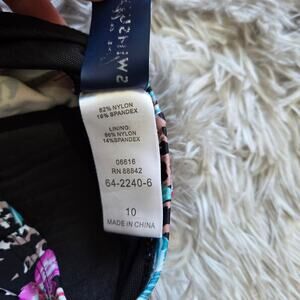 82% NYLON
18% SPANDEX
LINING:
86% NYLON
14% SPANDEX
06616
RN 88842
64-2240-6
10
MADE IN CHINA